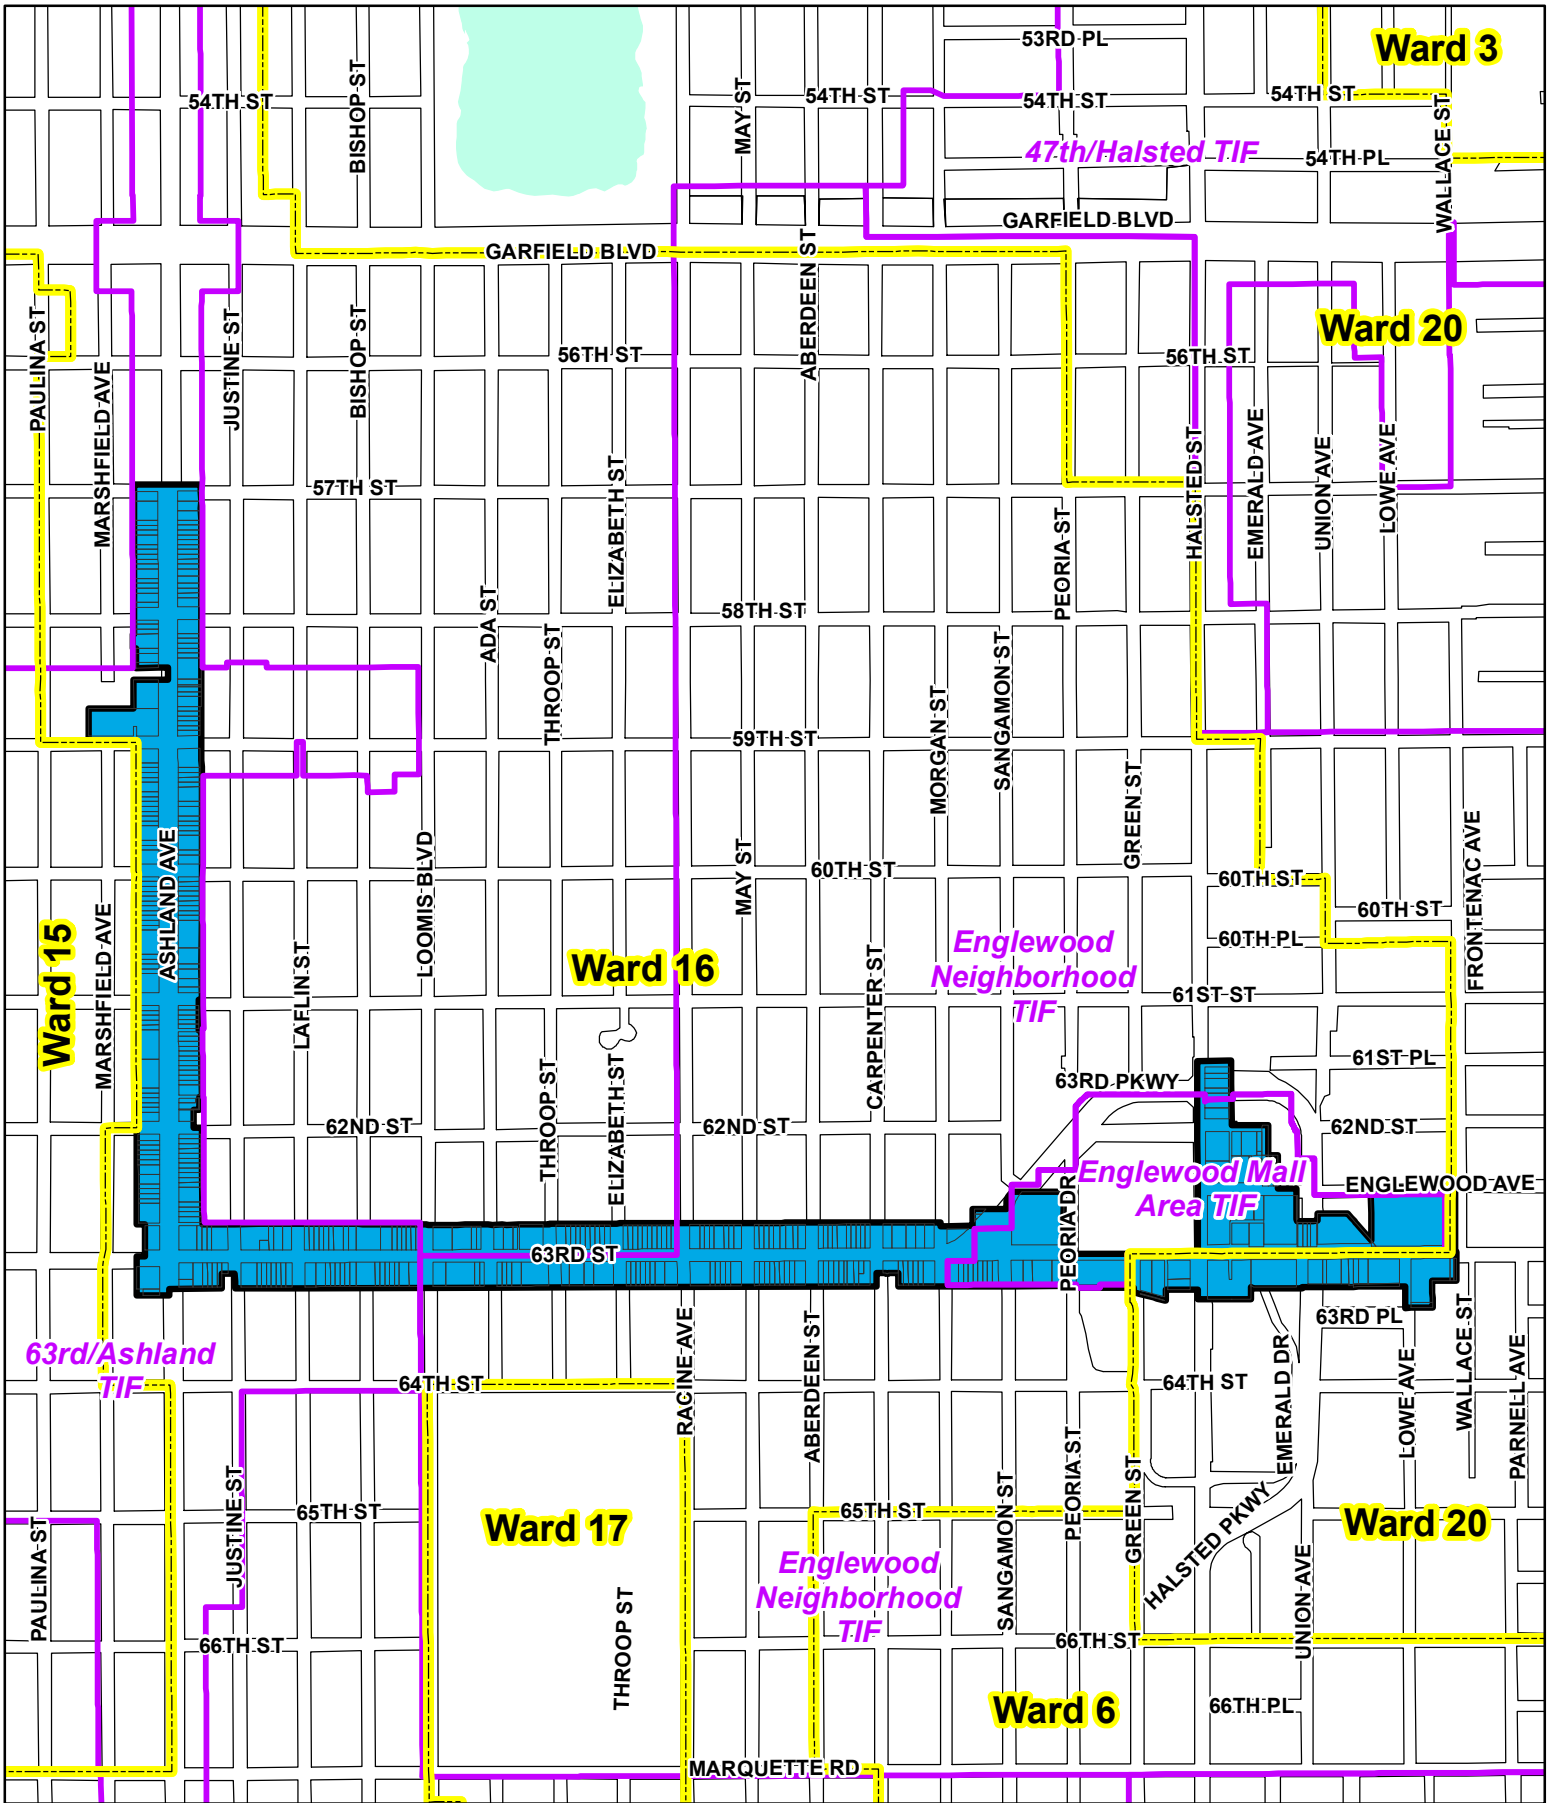 53RD PL
Ward 3
54TH ST
BISHOP ST
MAY ST
54TH ST
54TH ST
54TH ST
WALLACE ST
47th/Halsted TIF
54TH PL
GARFIELD BLVD
GARFIELD BLVD
ABERDEEN ST
PAULINA ST
MARSHFIELD AVE
JUSTINE ST
BISHOP ST
56TH ST
56TH ST
Ward 20
HALSTED ST
EMERALD AVE
UNION AVE
LOWE AVE
57TH ST
ELIZABETH ST
PEORIA ST
ADA ST
58TH ST
THROOP ST
SANGAMON ST
MORGAN ST
59TH ST
GREEN ST
ASHLAND AVE
LOOMIS BLVD
MAY ST
60TH ST
60TH ST
FRONTENAC AVE
60TH ST
60TH PL
Ward 15
MARSHFIELD AVE
LAFLIN ST
Ward 16
CARPENTER ST
Englewood
Neighborhood
TIF
61ST ST
61ST PL
63RD PKWY
THROOP ST
ELIZABETH ST
62ND ST
62ND ST
62ND ST
Englewood Mall
Area TIF
ENGLEWOOD AVE
PEORIA DR
63RD ST
63RD PL
WALLACE ST
63rd/Ashland
TIF
RACINE AVE
ABERDEEN ST
EMERALD DR
LOWE AVE
PARNELL AVE
64TH ST
64TH ST
JUSTINE ST
65TH ST
Ward 17
65TH ST
SANGAMON ST
PEORIA ST
GREEN ST
HALSTED PKWY
Ward 20
PAULINA ST
Englewood
Neighborhood
TIF
UNION AVE
66TH ST
THROOP ST
66TH ST
Ward 6
66TH PL
MARQUETTE RD